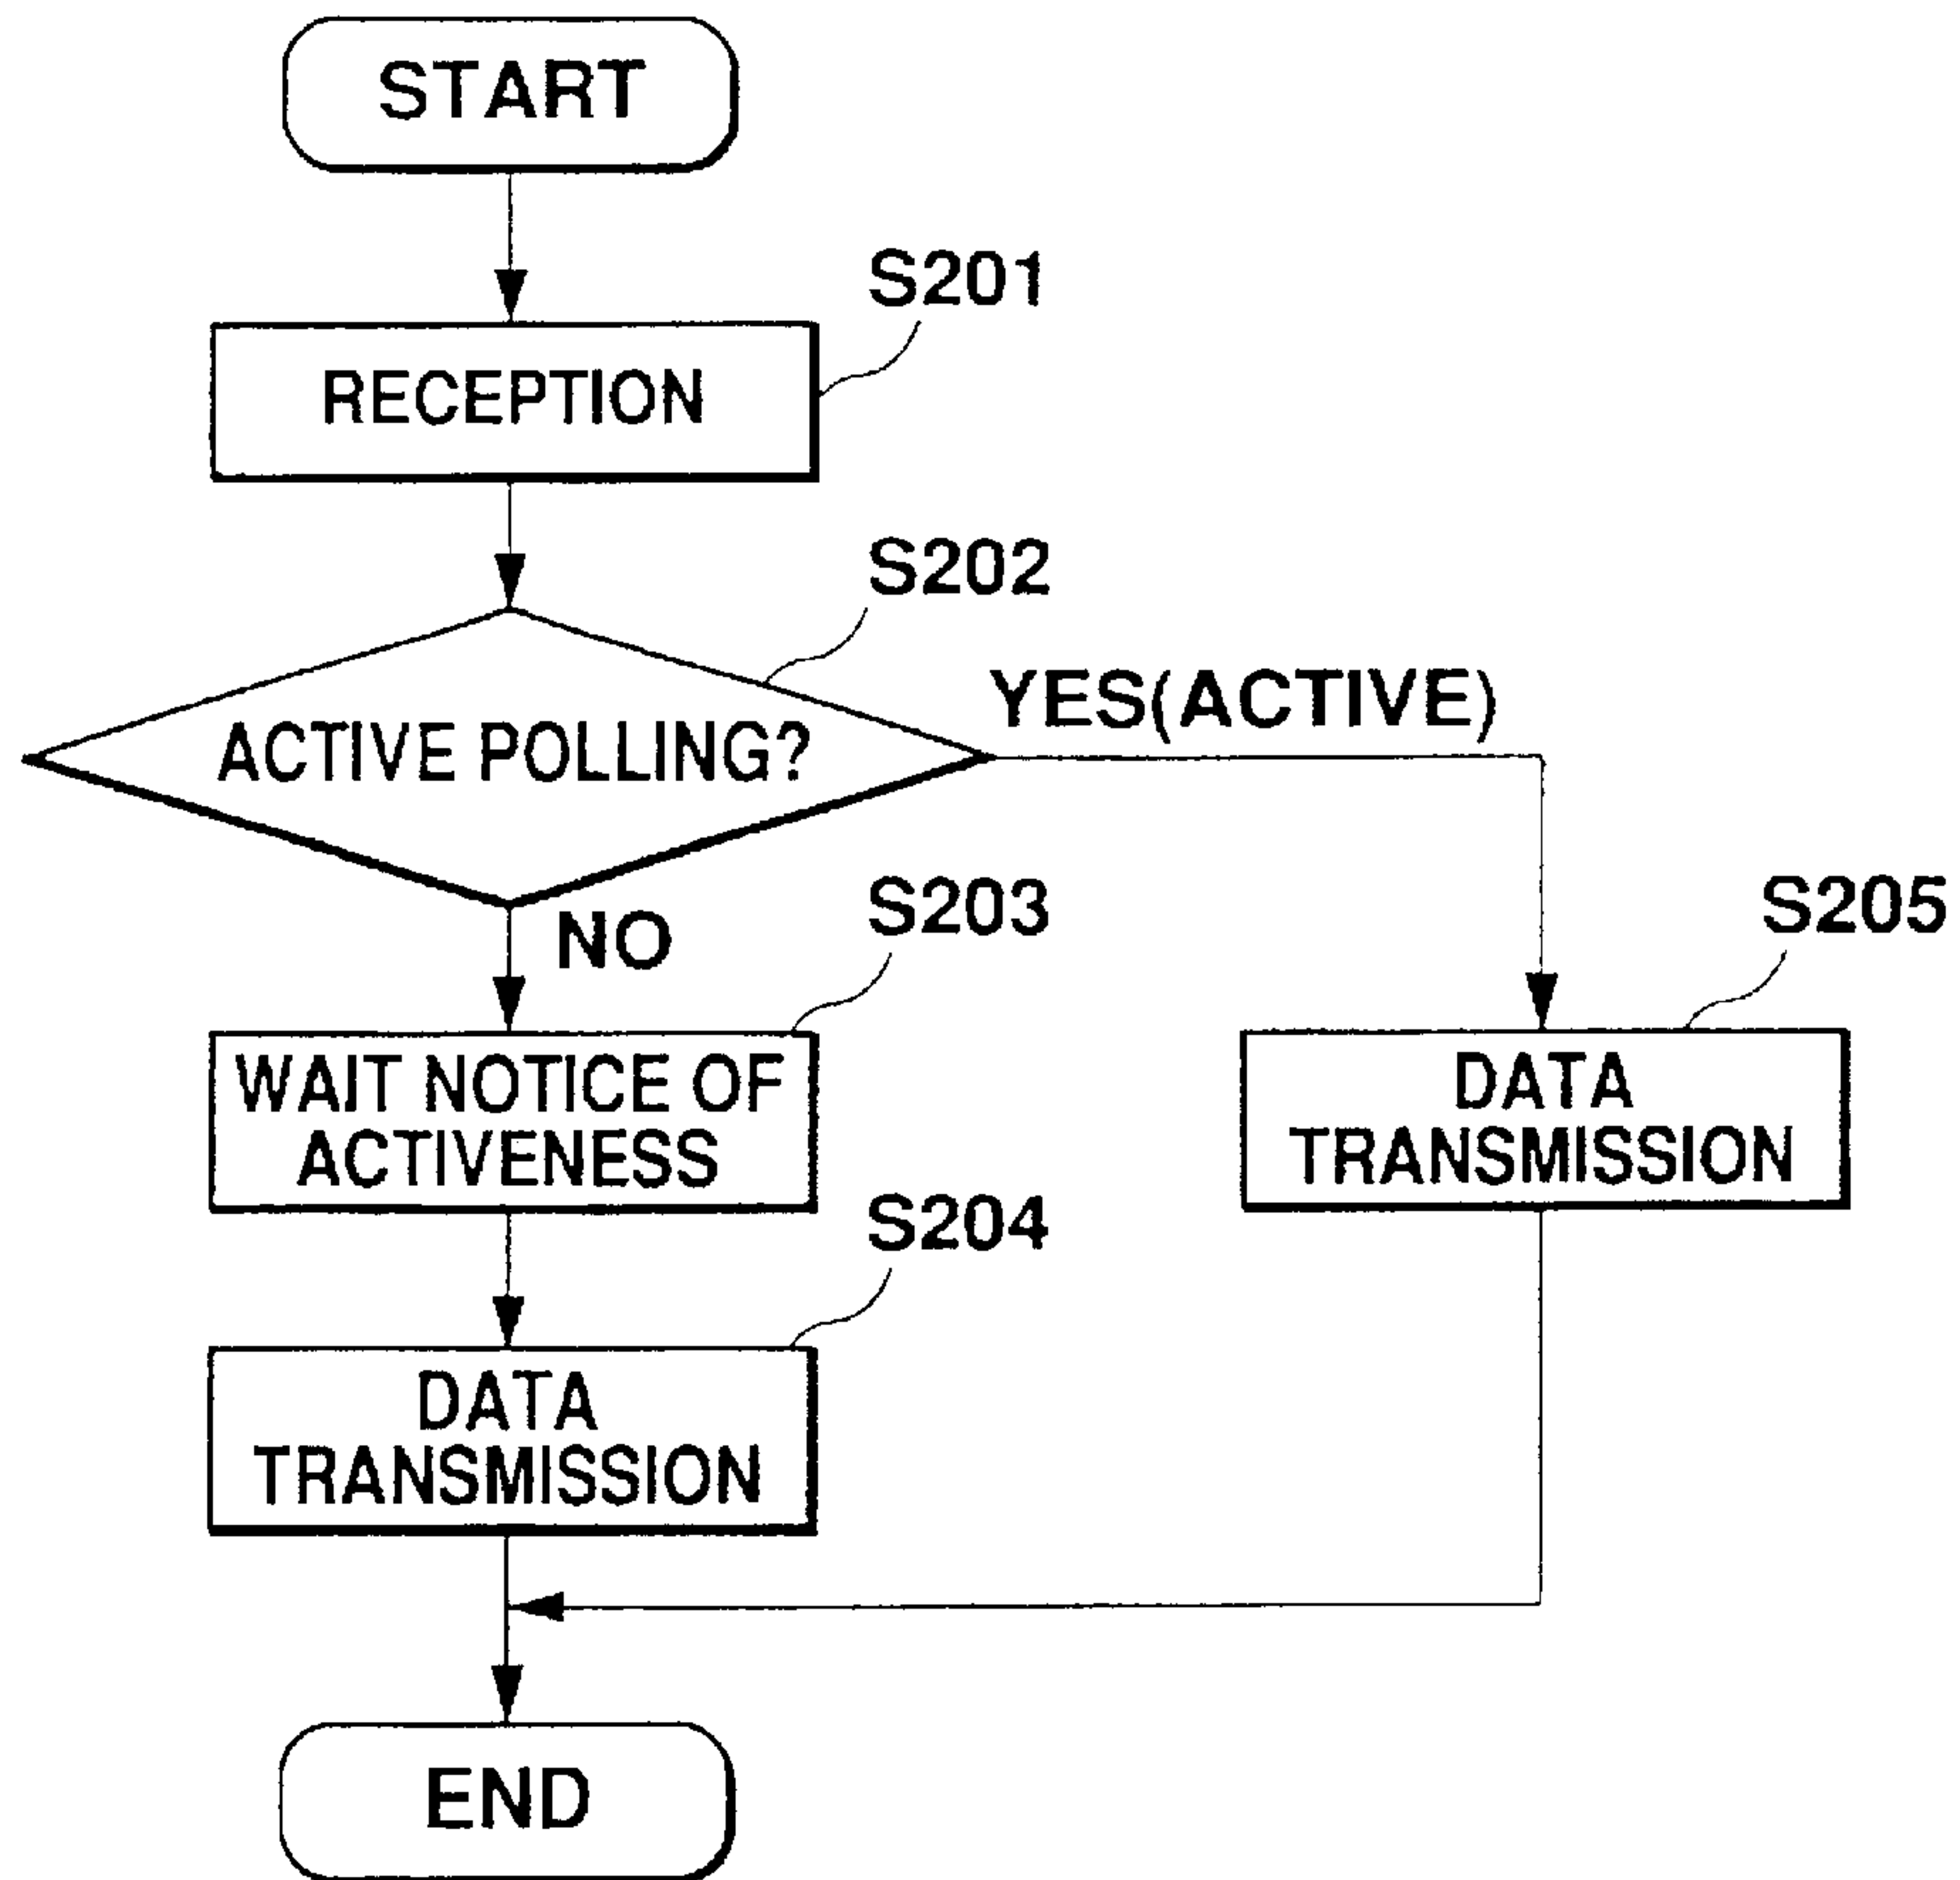 START
S201
RECEPTION
S202
YES(ACTIVE)
ACTIVE POLLING?
NO
S203
S205
WAIT NOTICE OF
ACTIVENESS
DATA
TRANSMISSION
S204
DATA
TRANSMISSION
END